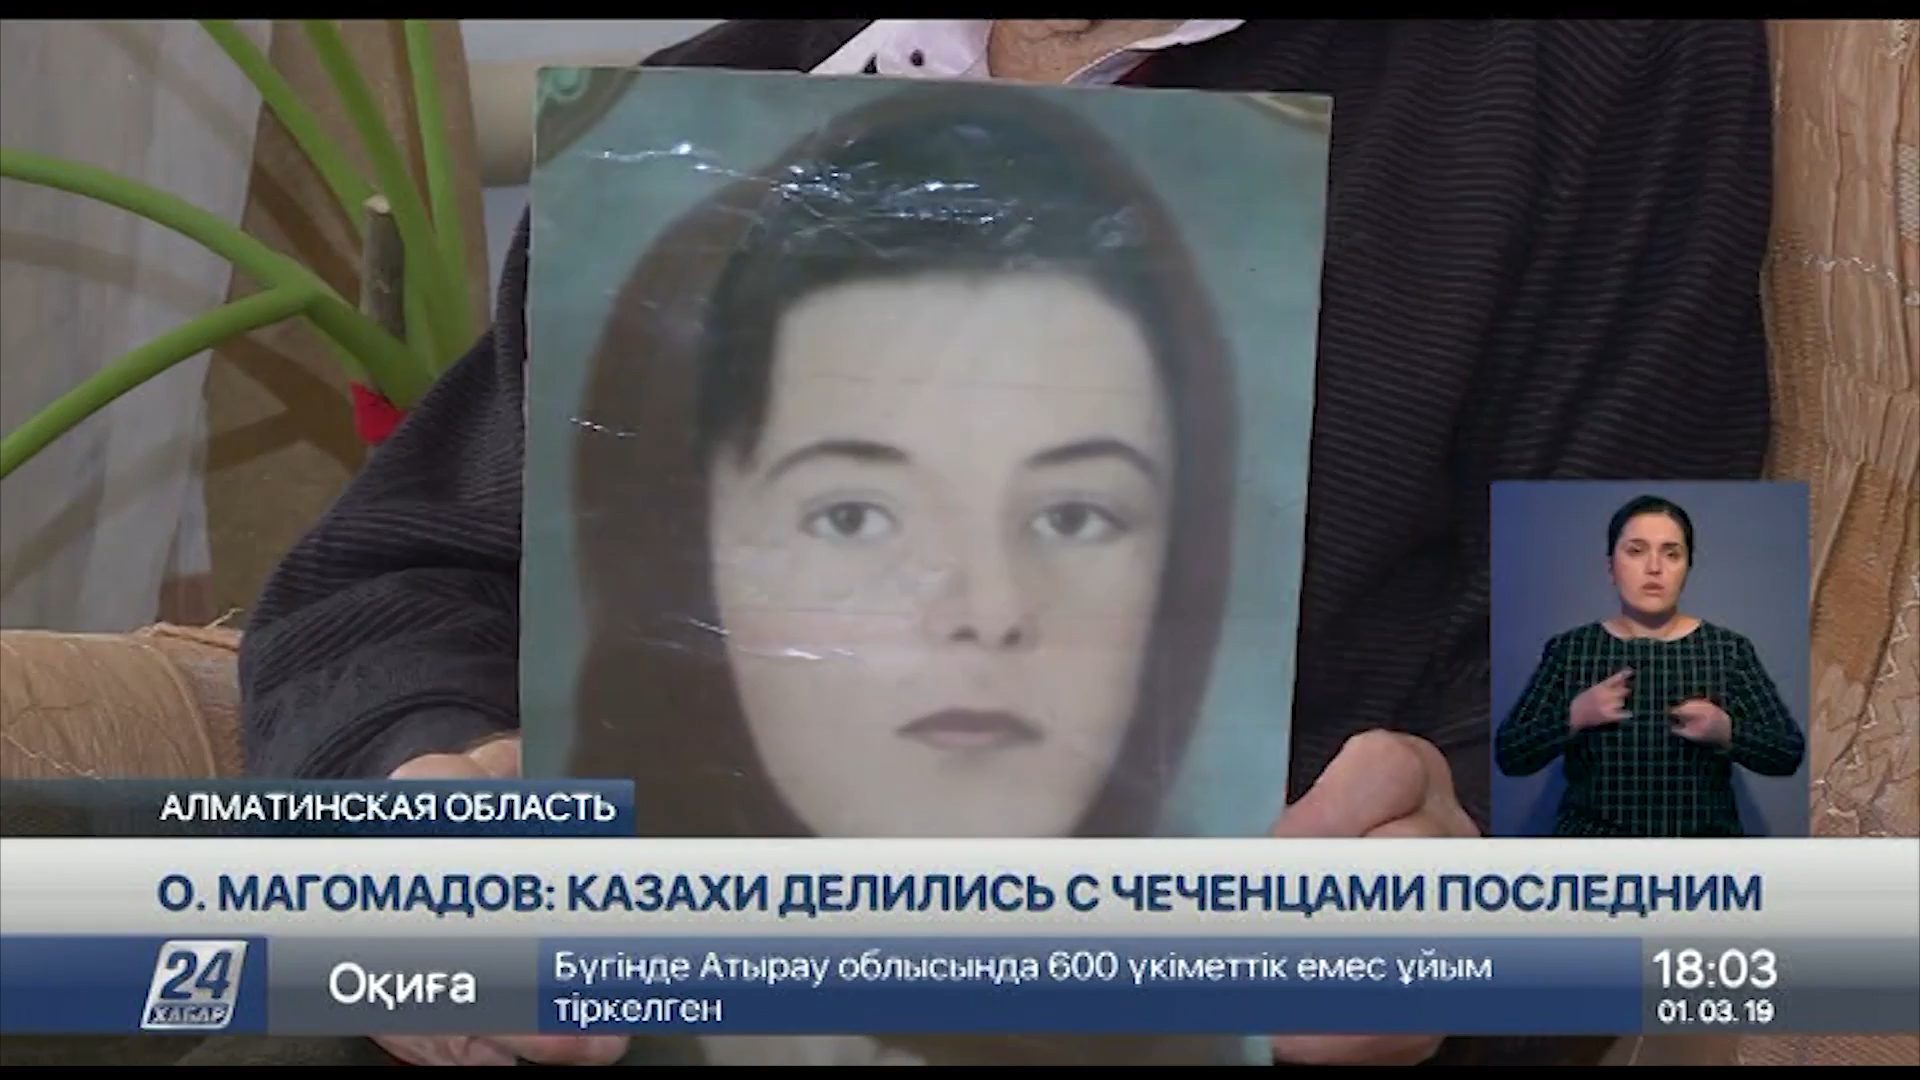 АЛМАТИНСКАЯ ОБЛАСТЬ
О. МАГОМАДОВ: КАЗАХИ ДЕЛИЛИСЬ С ЧЕЧЕНЦАМИ ПОСЛЕДНИМ
24
ХАБАР
Оқиға
Бүгінде Атырау облысында 600 үкіметтік емес ұйым
тіркелген
18:03
01. 03. 19